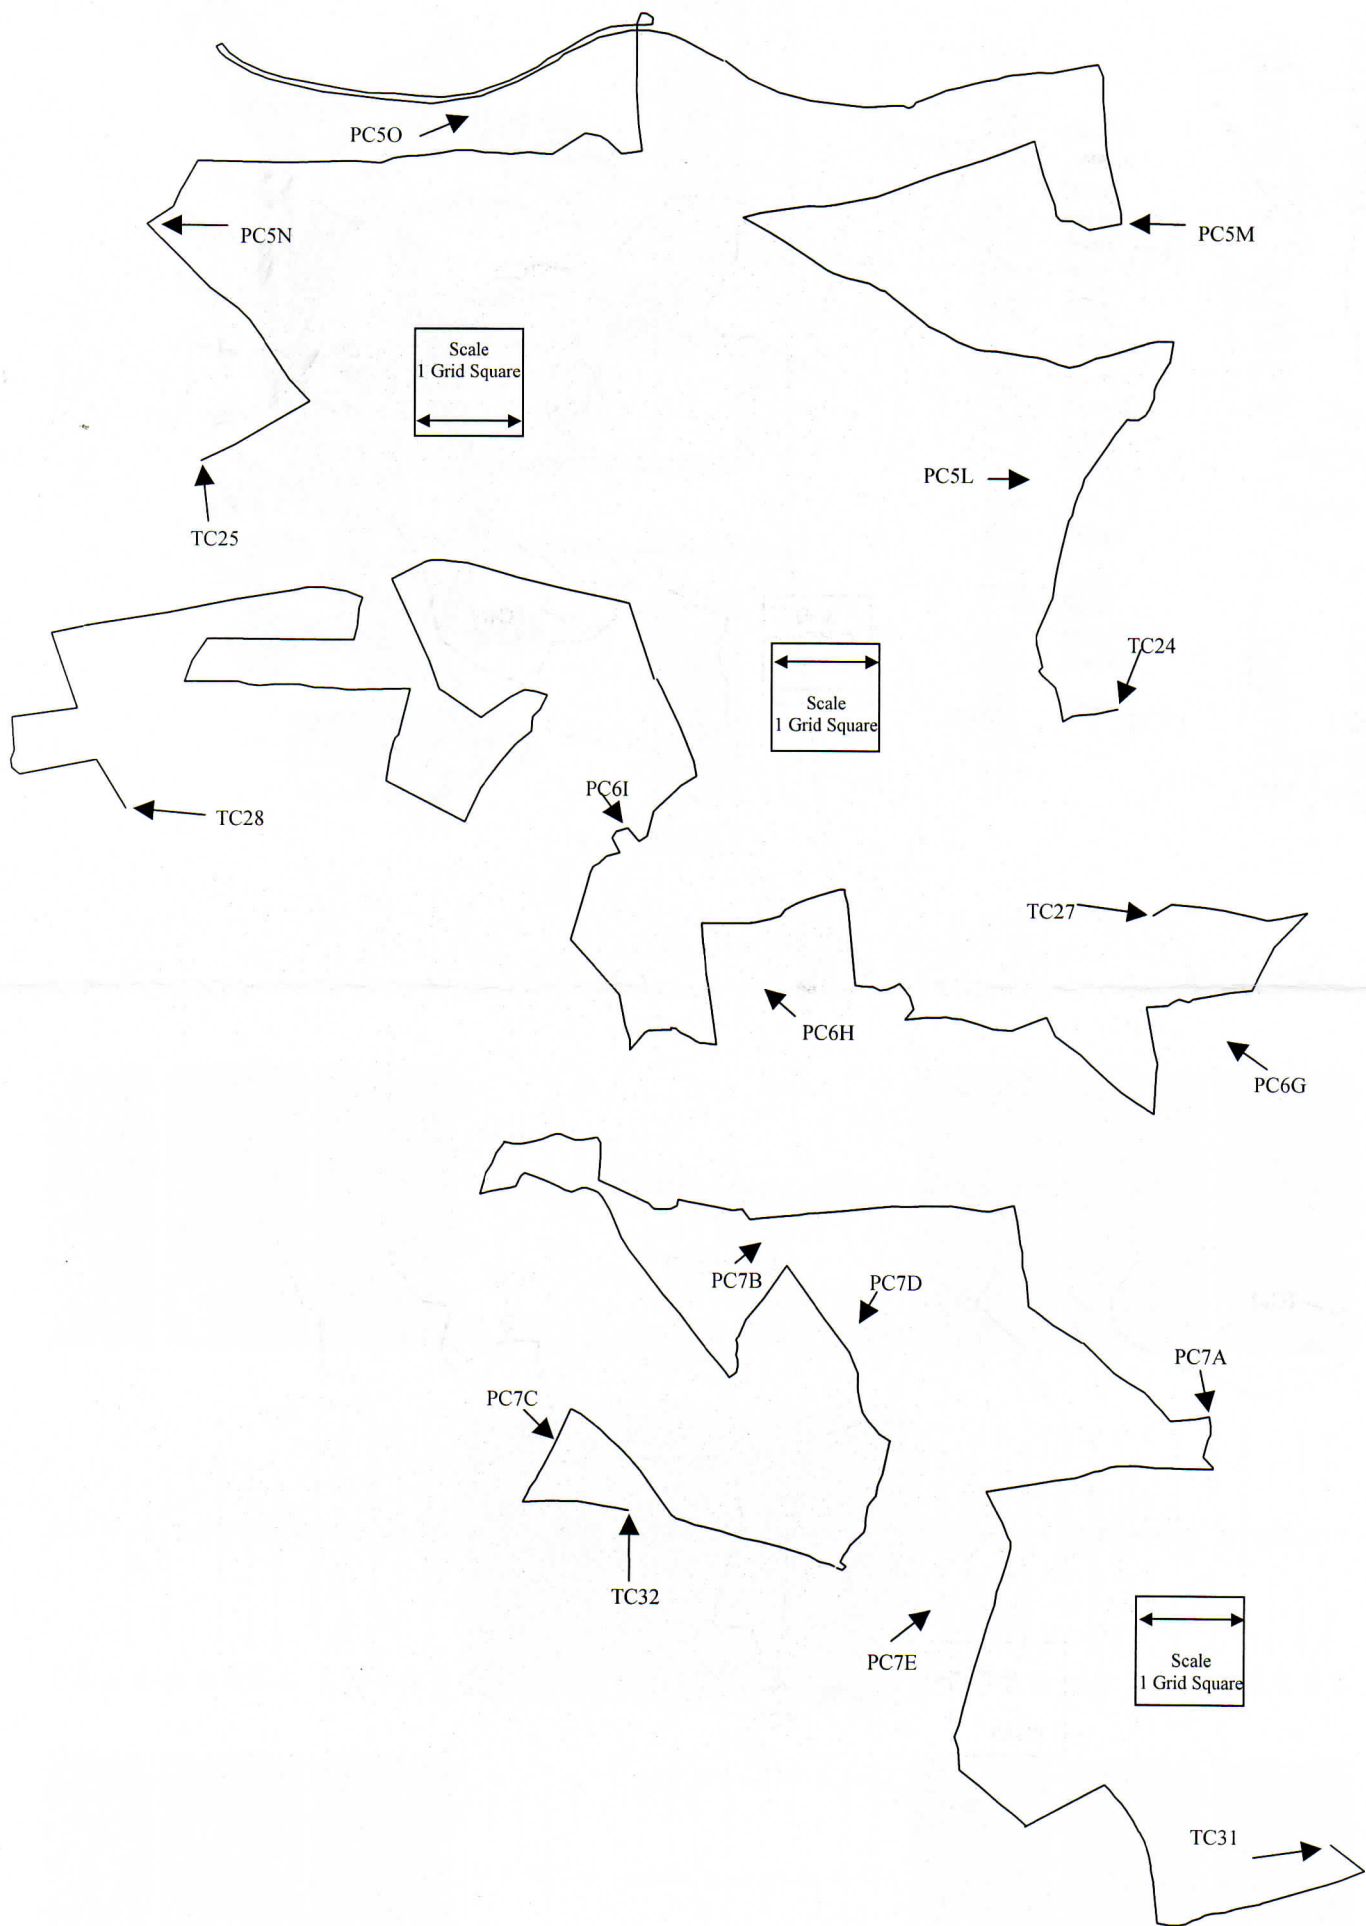 PC5O
PC5N
PC5M
Scale
1 Grid Square
PC5L
TC25
TC24
Scale
1 Grid Square
PC6I
TC28
TC27
PC6H
PC6G
PC7B
PC7D
PC7A
PC7C
TC32
PC7E
Scale
1 Grid Square
TC31